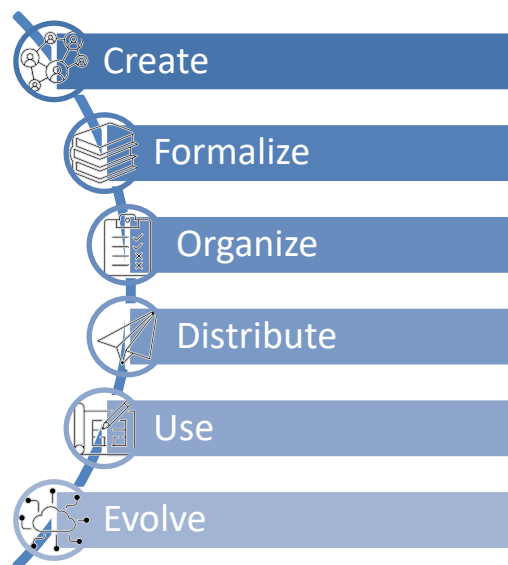 Create
Formalize
Organize
Distribute
Use
Evolve